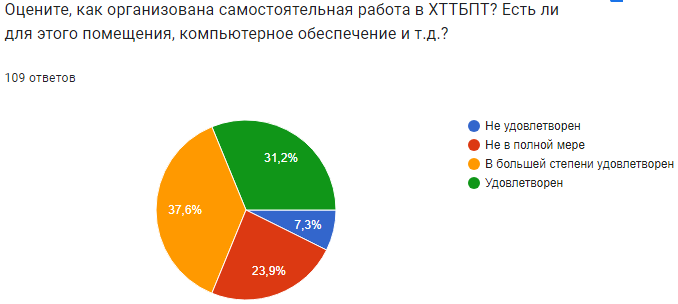 Оцените, как организована самостоятельная работа в ХТТБПТ? Есть ли
для этого помещения, компьютерное обеспечение и т.д.?
109 ответов
Не удовлетворен
Не в полной мере
В большей степени удовлетворен
Удовлетворен
31,2%
37,6%
7,3%
23,9%